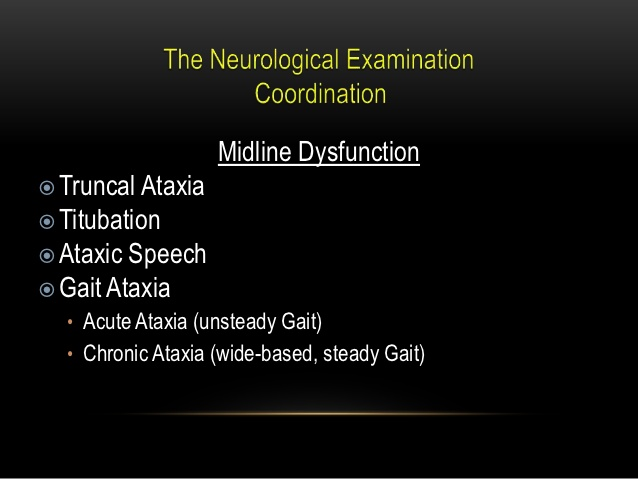 The Neurological Examination
Coordination
Midline Dysfunction
Truncal Ataxia
Titubation
Ataxic Speech
Gait Ataxia
• Acute Ataxia (unsteady Gait)
• Chronic Ataxia (wide-based, steady Gait)